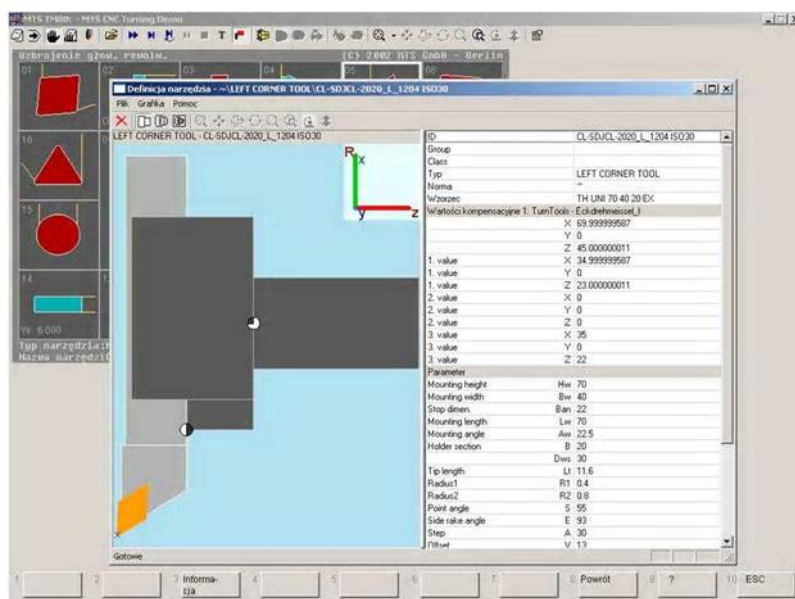 MTS CNC Turning Demo
Uzbrojenie głow. rewolw.
(C) 2002 MTS GmbH - Berlin
01
02
03
04
05
06
Definicja narzędzia - ~\LEFT CORNER TOOL\CL-SDJCL-2020_L_1204 ISO30
Plik Grafika Pomoc
LEFT CORNER TOOL - CL-SDJCL-2020_L_1204 ISO30
R
x
y
z
ID CL-SDJCL-2020_L_1204 ISO30
Group
Class
Typ LEFT CORNER TOOL
Norma ~
Wzorzec TH UNI 70 40 20 EX
Wartości kompensacyjne 1: TurnTools - Eckdrehmeissel_l
X 69.999999587
Y 0
Z 45.000000011
1. value X 34.999999587
1. value Y 0
1. value Z 23.000000011
2. value X 0
2. value Y 0
2. value Z 0
3. value X 35
3. value Y 0
3. value Z 22
Parameter
Mounting height Hw 70
Mounting width Bw 40
Stop dimen. Ban 22
Mounting length Lw 70
Mounting angle Aw 22.5
Holder section B 20
Dws 30
Tip length Lt 11.6
Radius1 R1 0.4
Radius2 R2 0.8
Point angle S 55
Side rake angle E 93
Step A 30
Offset V 13
16
15
14
W 6.000
Typ narzędzia:
Nazwa narzędzi
Gotowe
1
2
3 Informa-
cja
4
5
6
7
8 Powrót
9 ?
10 ESC